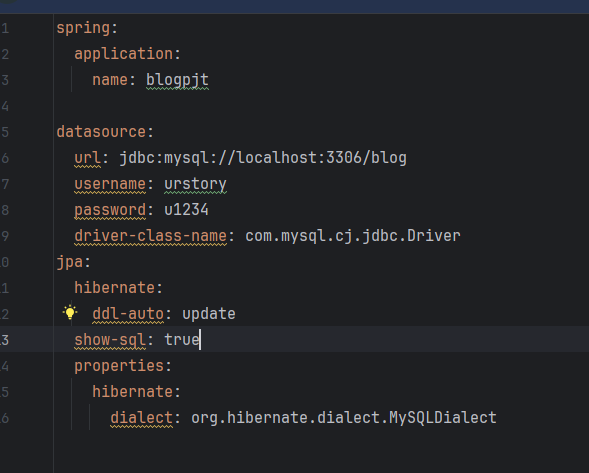 1 spring:
2 application:
3 name: blogpjt
4
5 datasource:
6 url: jdbc:mysql://localhost:3306/blog
7 username: urstory
8 password: u1234
9 driver-class-name: com.mysql.cj.jdbc.Driver
0 jpa:
1 hibernate:
2 ddl-auto: update
3 show-sql: true
4 properties:
5 hibernate:
6 dialect: org.hibernate.dialect.MySQLDialect